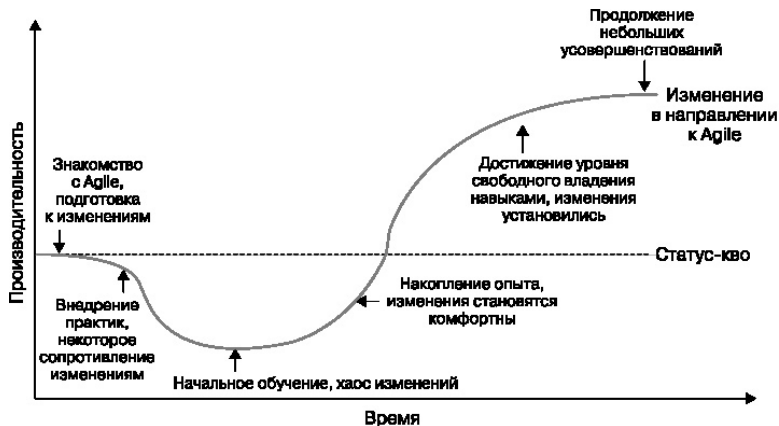 Продолжение
небольших
усовершенствований
Изменение
в направлении
к Agile
Производительность
Знакомство
с Agile,
подготовка
к изменениям
Достижение уровня
свободного владения
навыками, изменения
установились
Статус-кво
Внедрение
практик,
некоторое
сопротивление
изменениям
Накопление опыта,
изменения становятся
комфортны
Начальное обучение, хаос изменений
Время